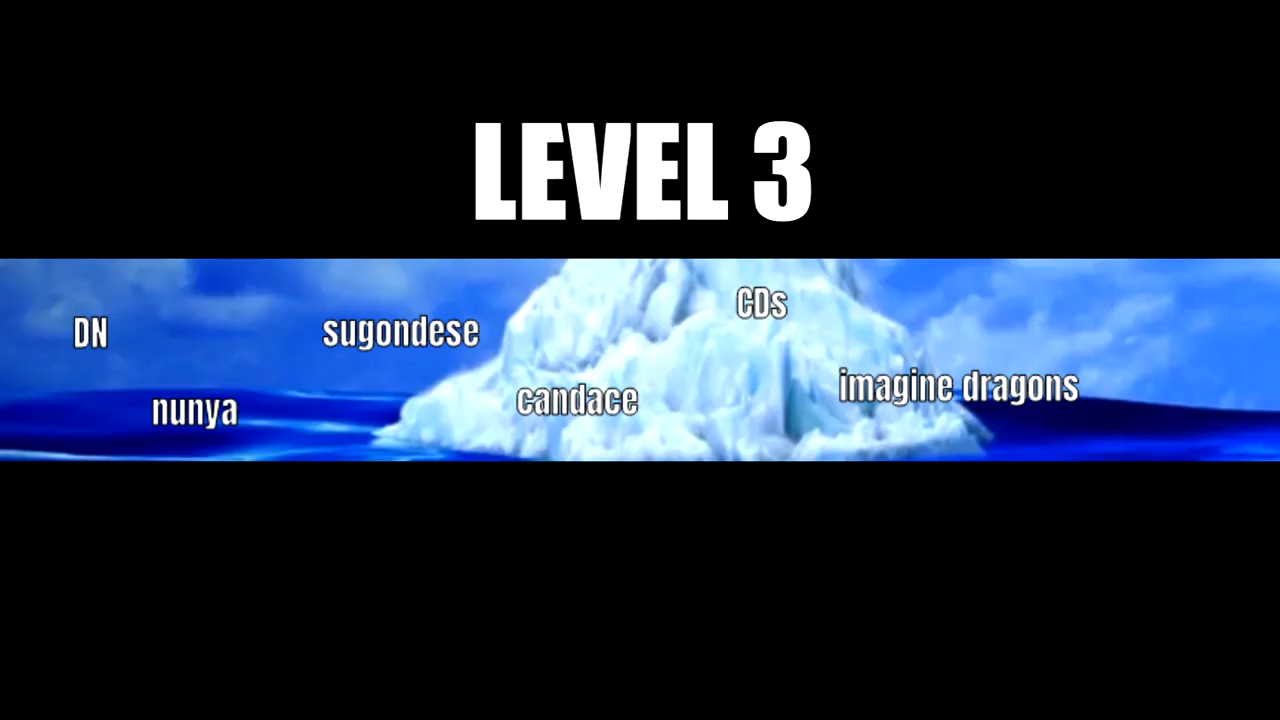 LEVEL 3
CDs
DN
sugondese
imagine dragons
candace
nunya